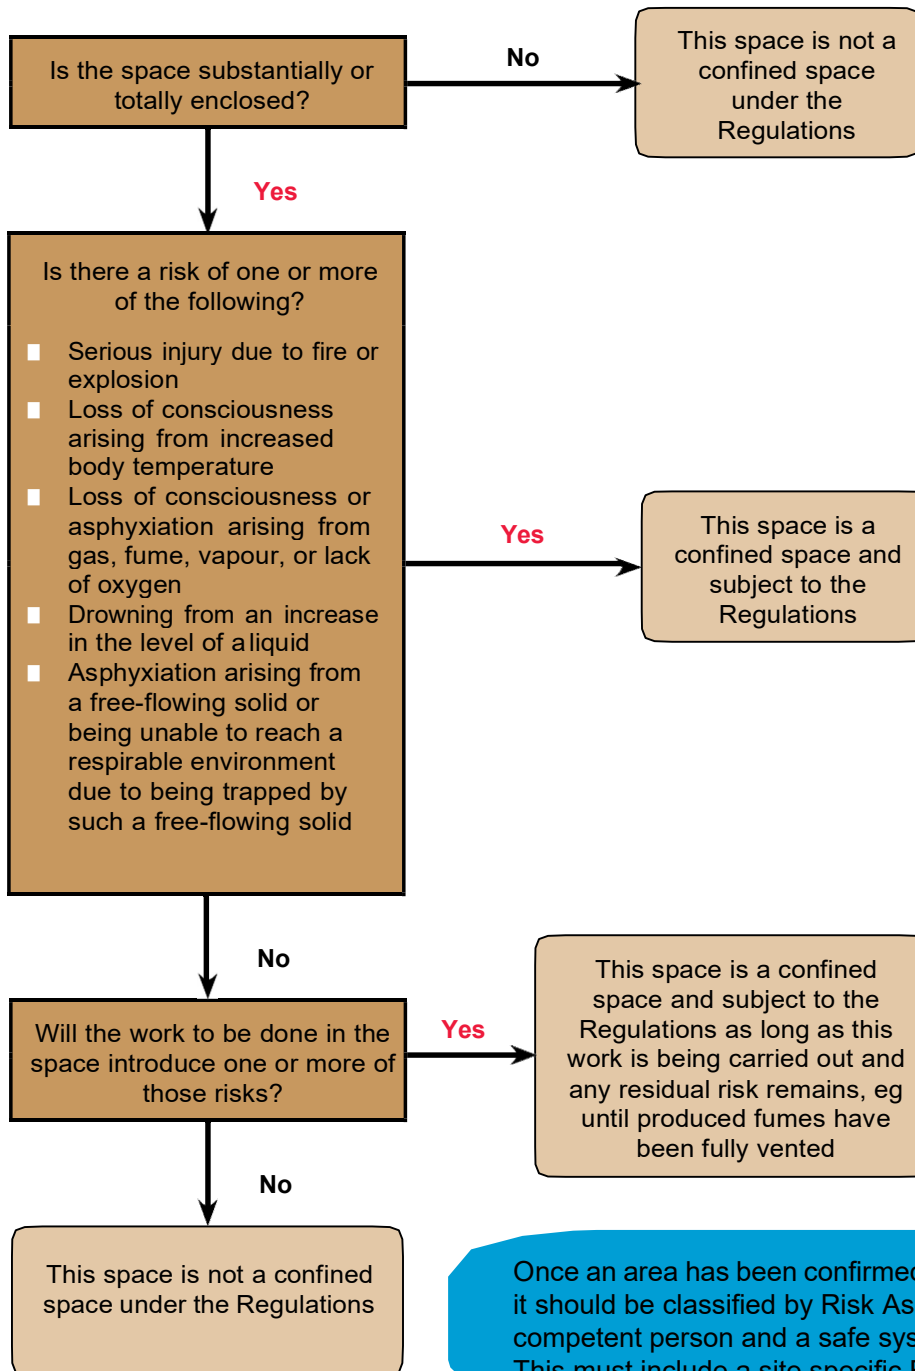 Is the space substantially or
totally enclosed?
No
This space is not a
confined space
under the
Regulations
Yes
Is there a risk of one or more
of the following?
Serious injury due to fire or
explosion
Loss of consciousness
arising from increased
body temperature
Loss of consciousness or
asphyxiation arising from
gas, fume, vapour, or lack
of oxygen
Drowning from an increase
in the level of a liquid
Asphyxiation arising from
a free-flowing solid or
being unable to reach a
respirable environment
due to being trapped by
such a free-flowing solid
Yes
This space is a
confined space and
subject to the
Regulations
No
Will the work to be done in the
space introduce one or more of
those risks?
Yes
This space is a confined
space and subject to the
Regulations as long as this
work is being carried out and
any residual risk remains, eg
until produced fumes have
been fully vented
No
This space is not a confined
space under the Regulations
Once an area has been confirmed
it should be classified by Risk As
competent person and a safe sys
This must include a site specific